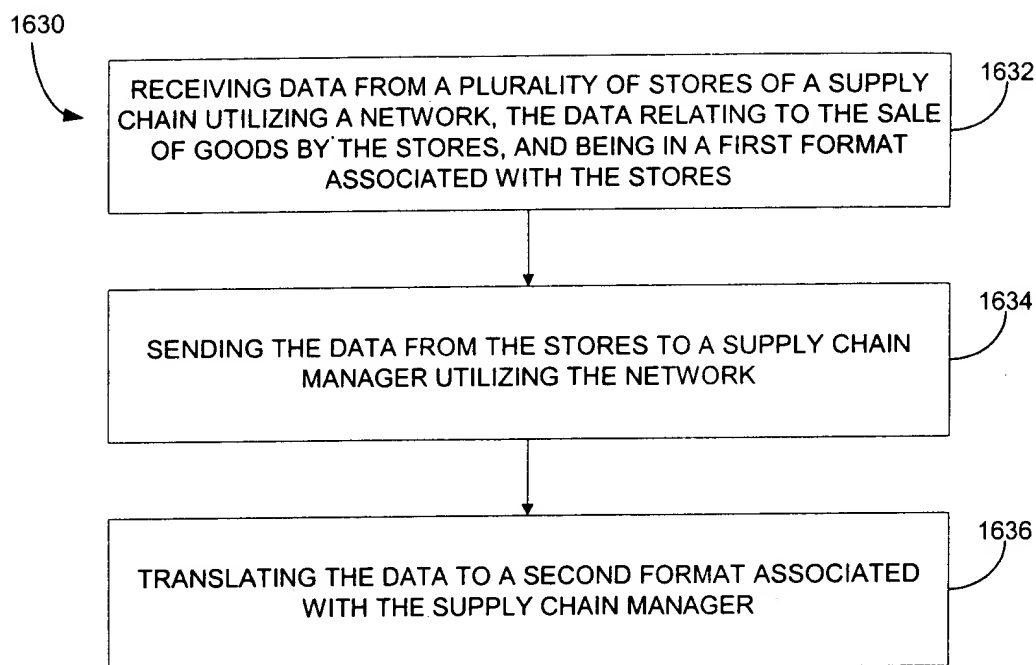 1630
1632
RECEIVING DATA FROM A PLURALITY OF STORES OF A SUPPLY
CHAIN UTILIZING A NETWORK, THE DATA RELATING TO THE SALE
OF GOODS BY THE STORES, AND BEING IN A FIRST FORMAT
ASSOCIATED WITH THE STORES
1634
SENDING THE DATA FROM THE STORES TO A SUPPLY CHAIN
MANAGER UTILIZING THE NETWORK
1636
TRANSLATING THE DATA TO A SECOND FORMAT ASSOCIATED
WITH THE SUPPLY CHAIN MANAGER